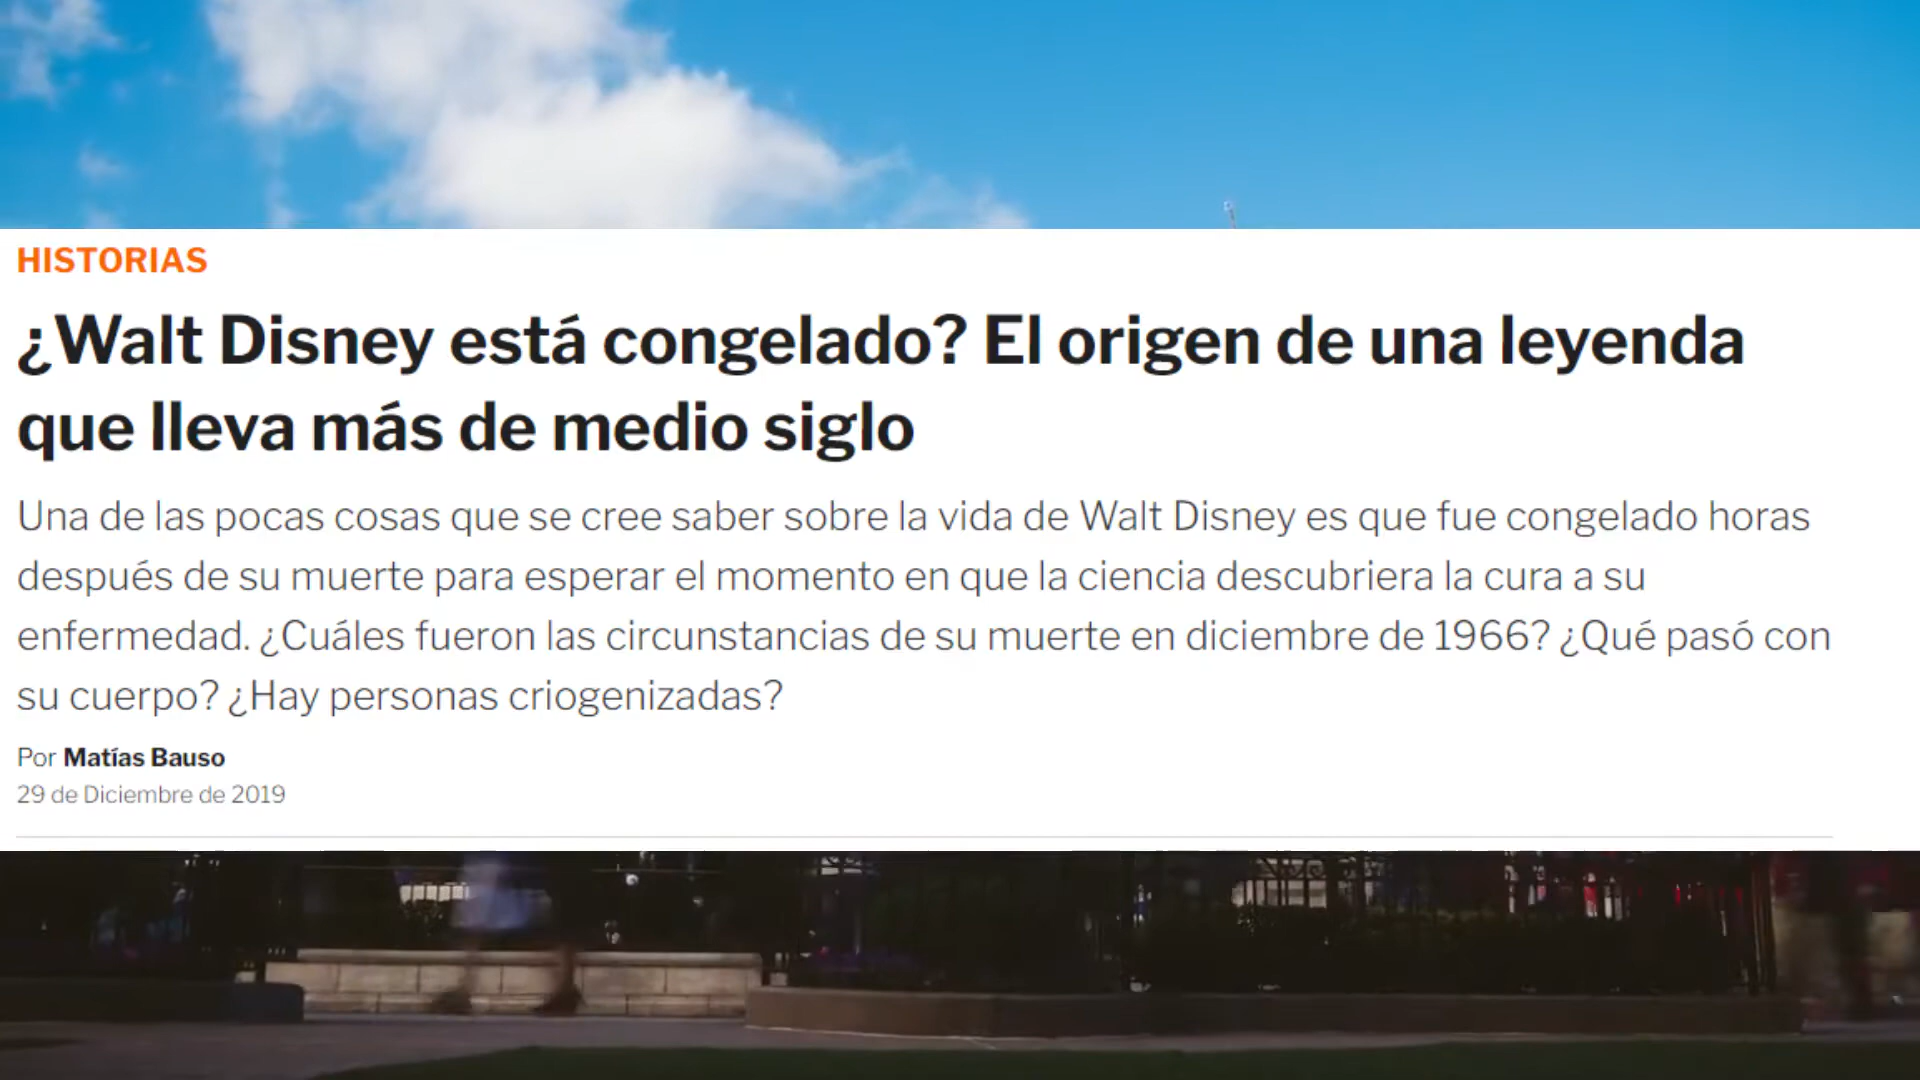 HISTORIAS
¿Walt Disney está congelado? El origen de una leyenda
que lleva más de medio siglo
Una de las pocas cosas que se cree saber sobre la vida de Walt Disney es que fue congelado horas
después de su muerte para esperar el momento en que la ciencia descubriera la cura a su
enfermedad. ¿Cuáles fueron las circunstancias de su muerte en diciembre de 1966? ¿Qué pasó con
su cuerpo? ¿Hay personas criogenizadas?
Por Matías Bauso
29 de Diciembre de 2019